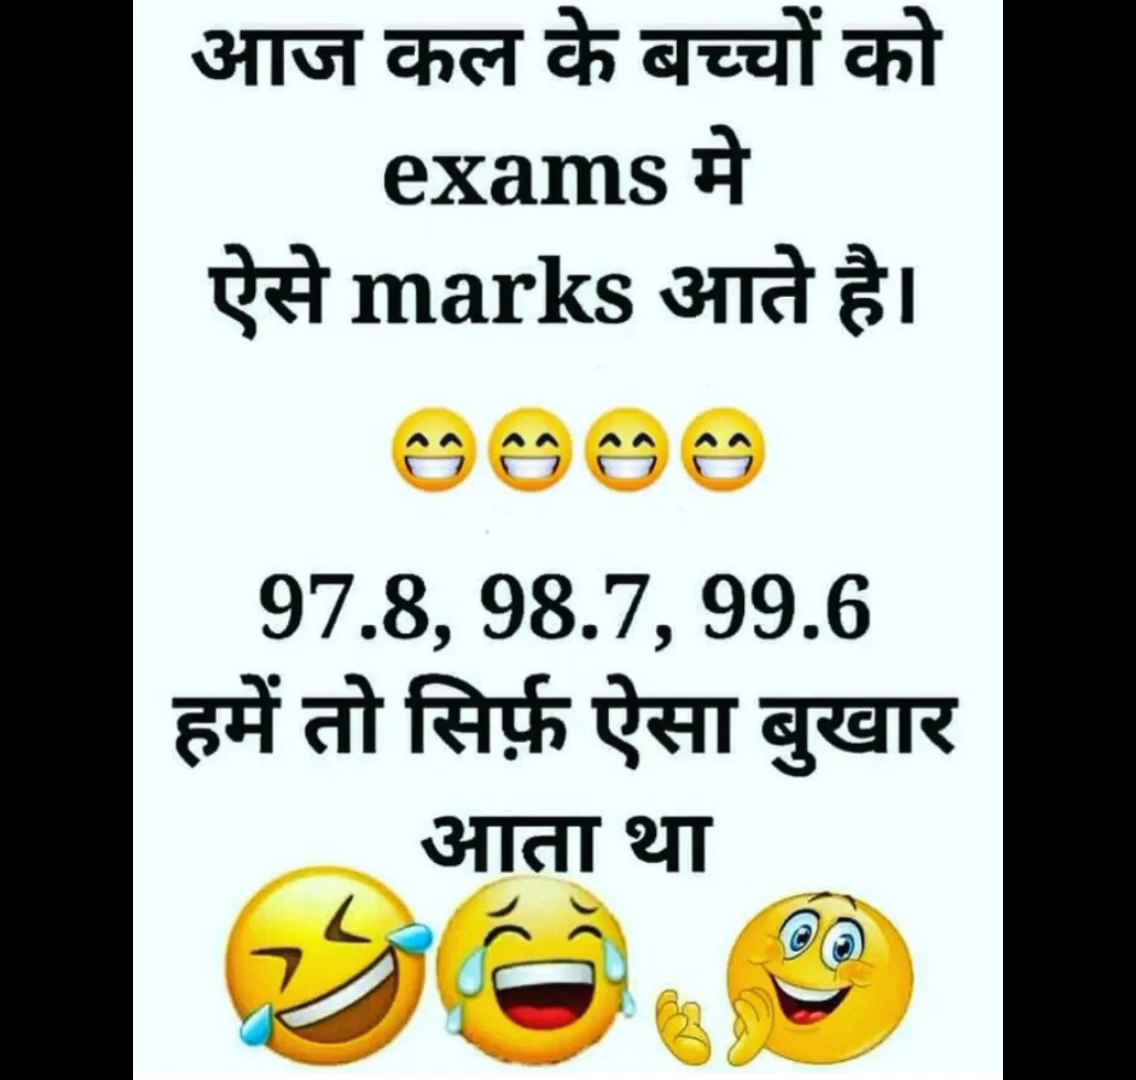 आज कल के बच्चों को
exams मे
ऐसे marks आते है।
97.8, 98.7, 99.6
हमें तो सिर्फ़ ऐसा बुखार
आता था